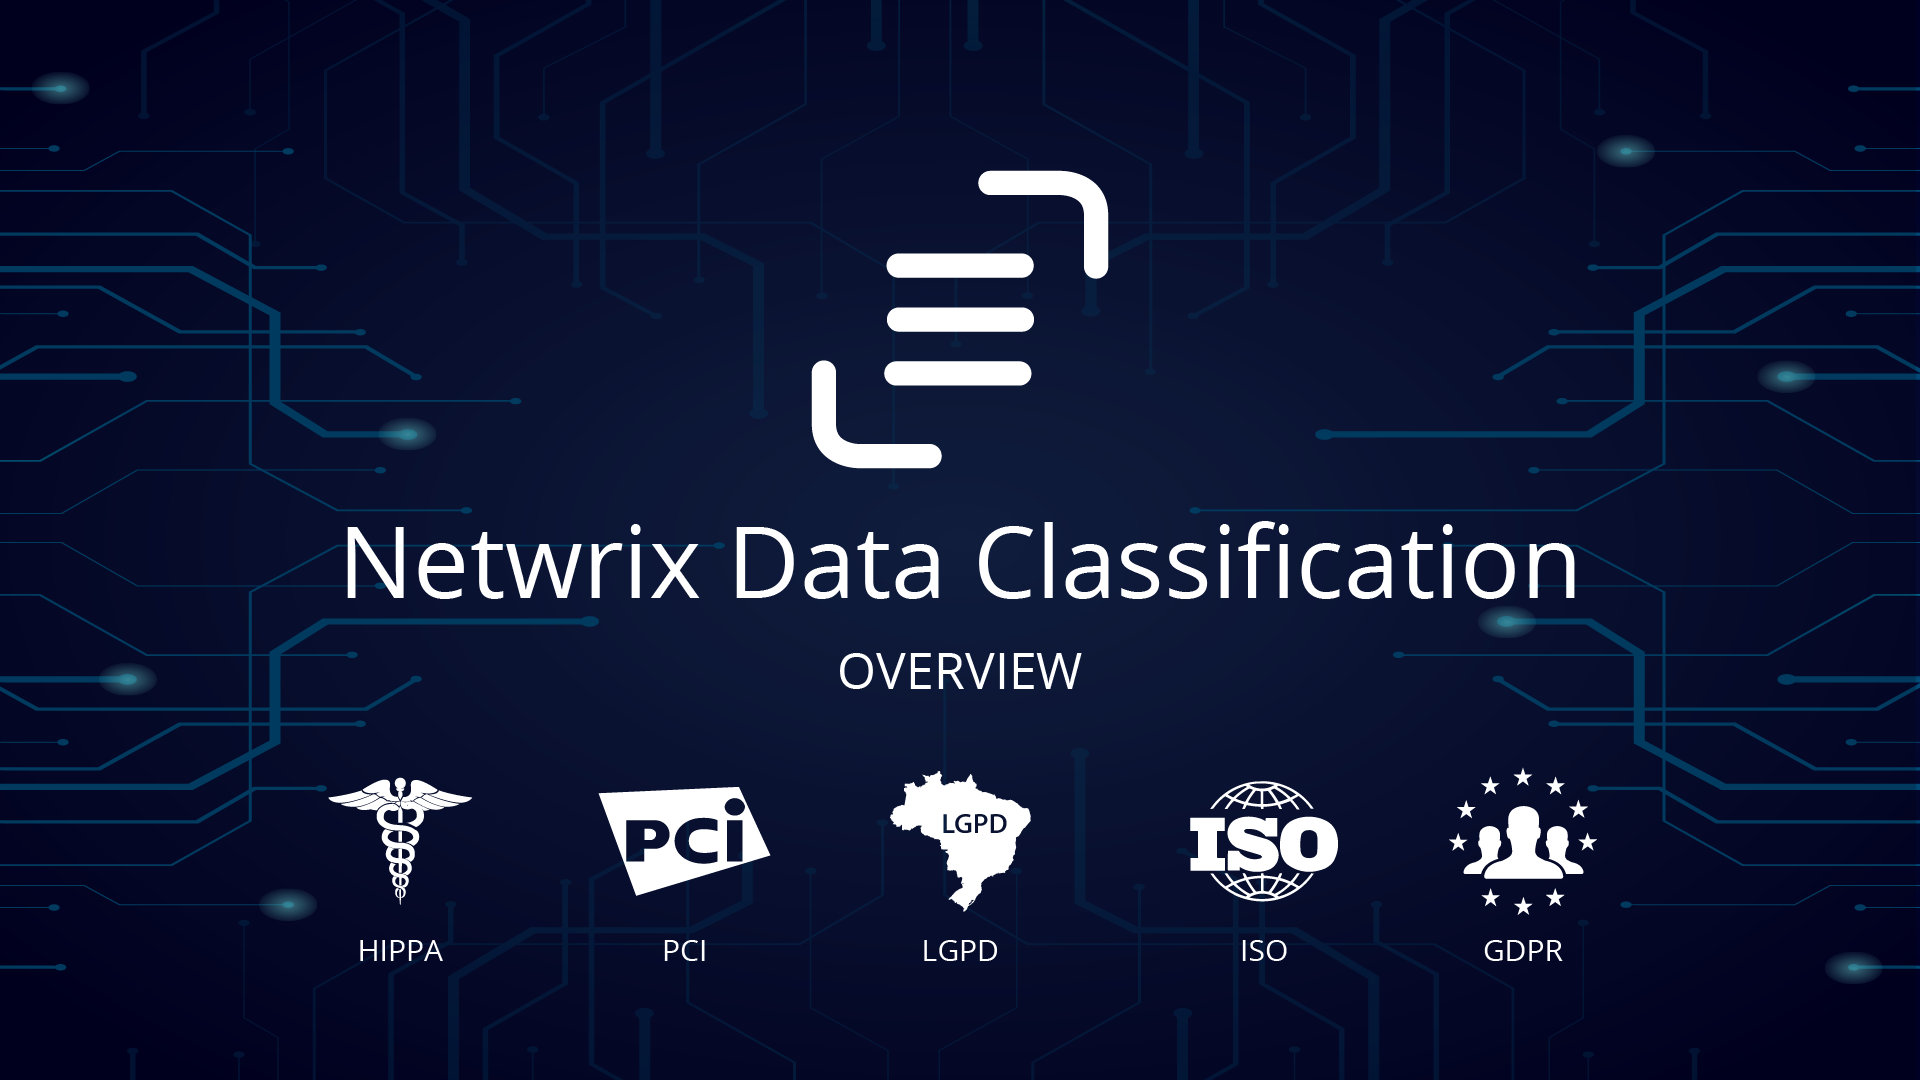 Netwrix Data Classification
OVERVIEW
PCi
LGPD
ISO
HIPPA
PCI
LGPD
ISO
GDPR